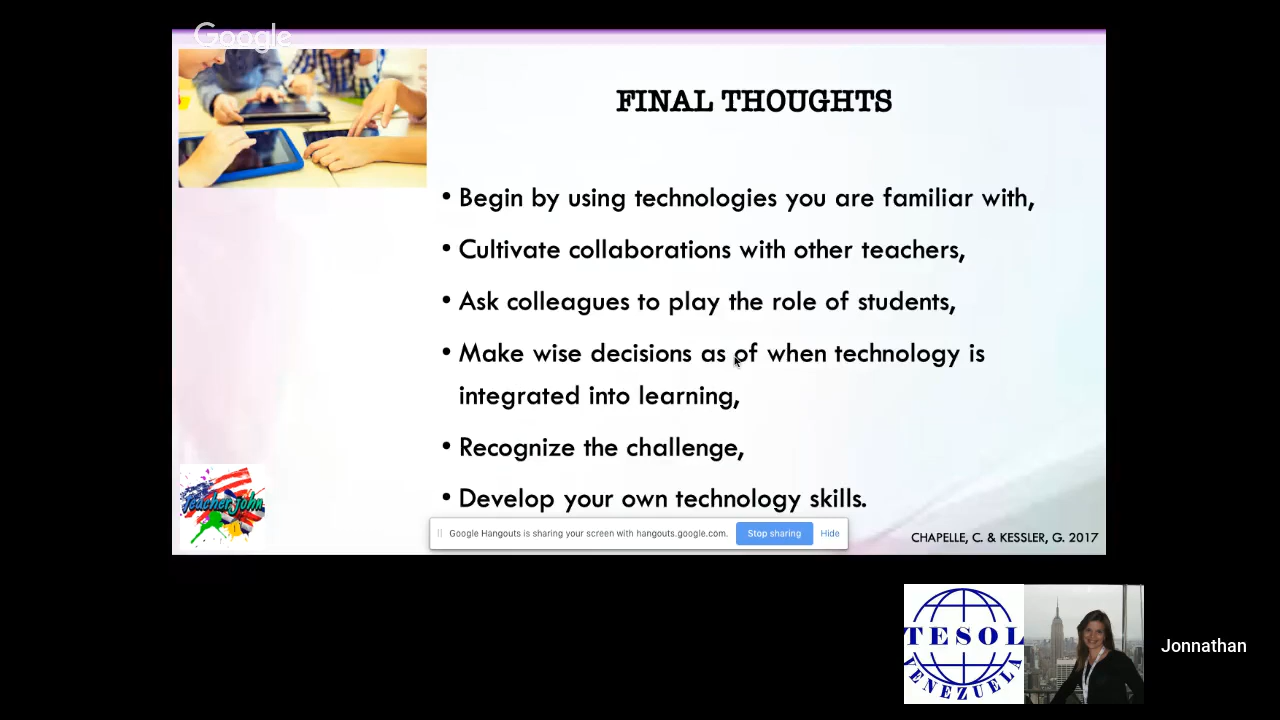 Google
FINAL THOUGHTS
• Begin by using technologies you are familiar with,
• Cultivate collaborations with other teachers,
• Ask colleagues to play the role of students,
• Make wise decisions as of when technology is
integrated into learning,
• Recognize the challenge,
• Develop your own technology skills.
Teacher John
Google Hangouts is sharing your screen with hangouts.google.com. Stop sharing Hide
CHAPELLE, C. & KESSLER, G. 2017
TESOL
VENEZUELA
Jonnathan